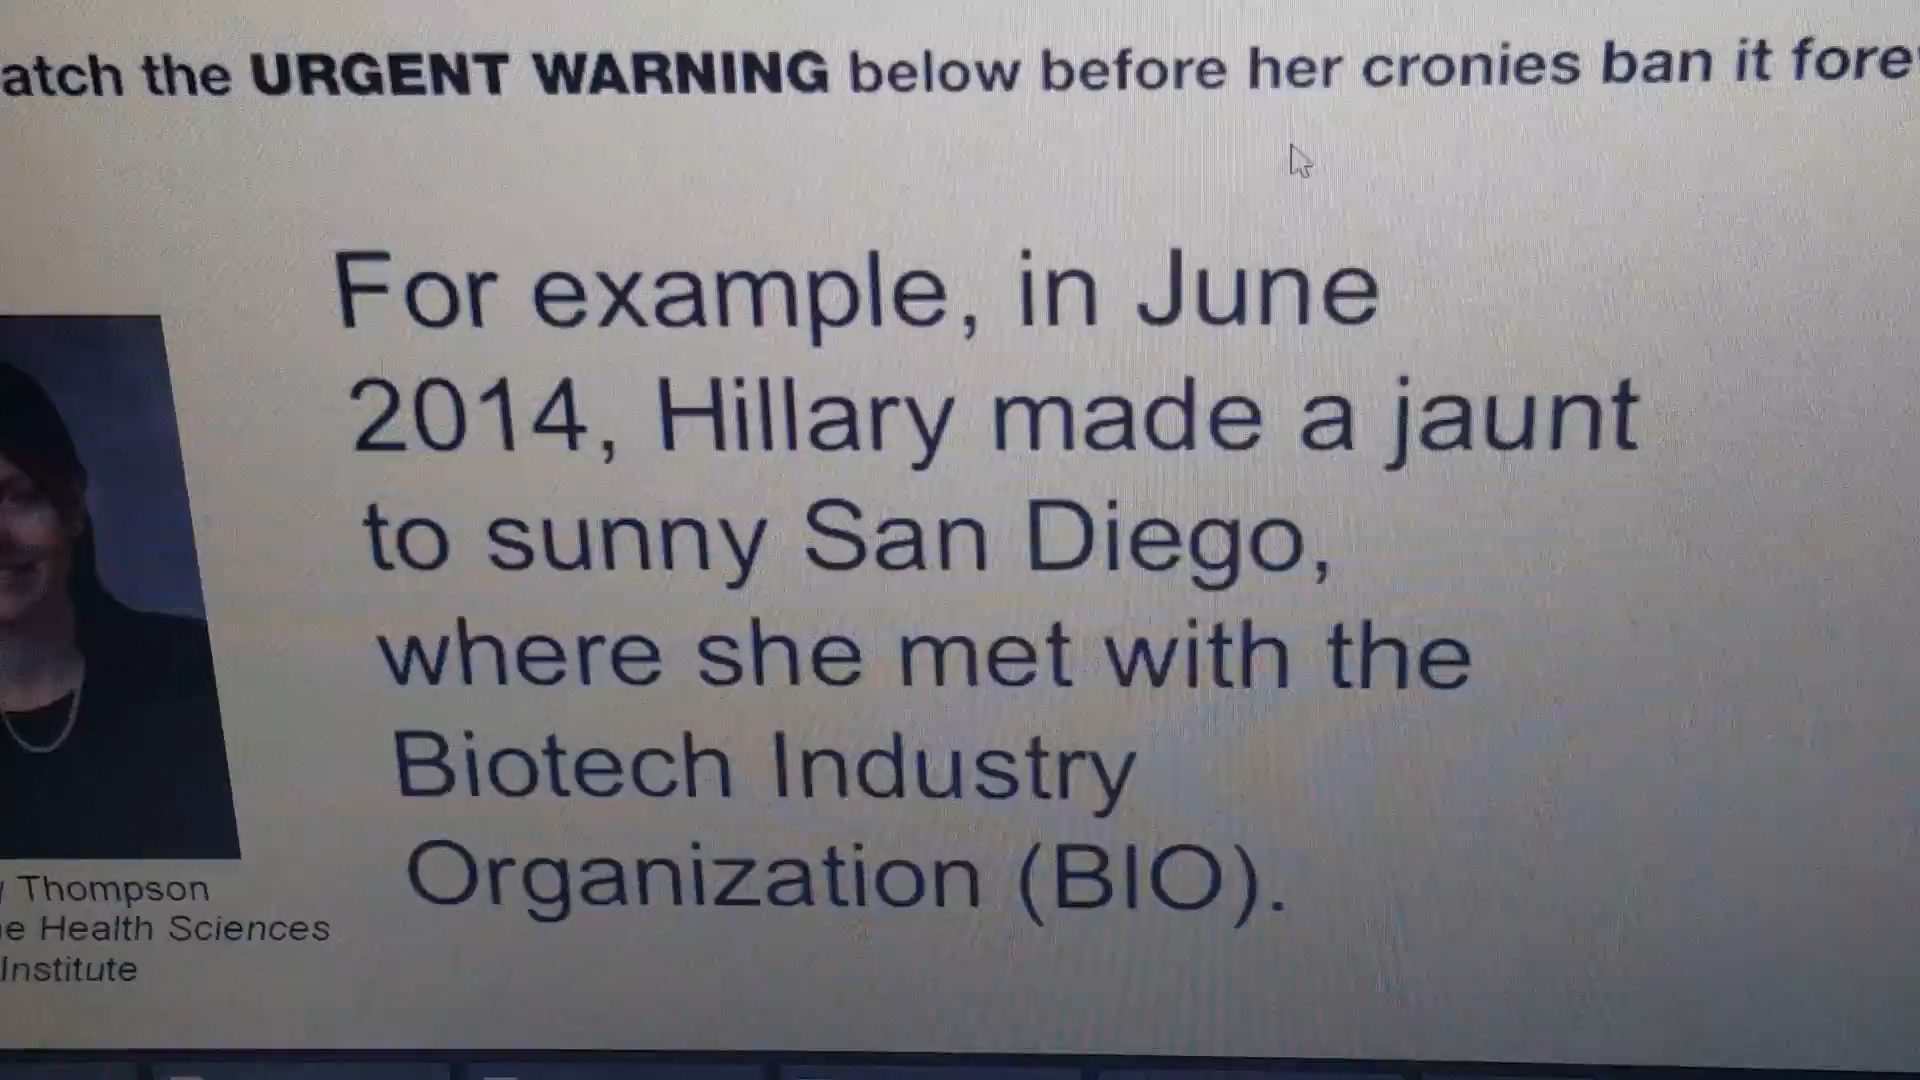 atch the URGENT WARNING below before her cronies ban it fore
For example, in June
2014, Hillary made a jaunt
to sunny San Diego,
where she met with the
Biotech Industry
Organization (BIO).
Thompson
e Health Sciences
Institute